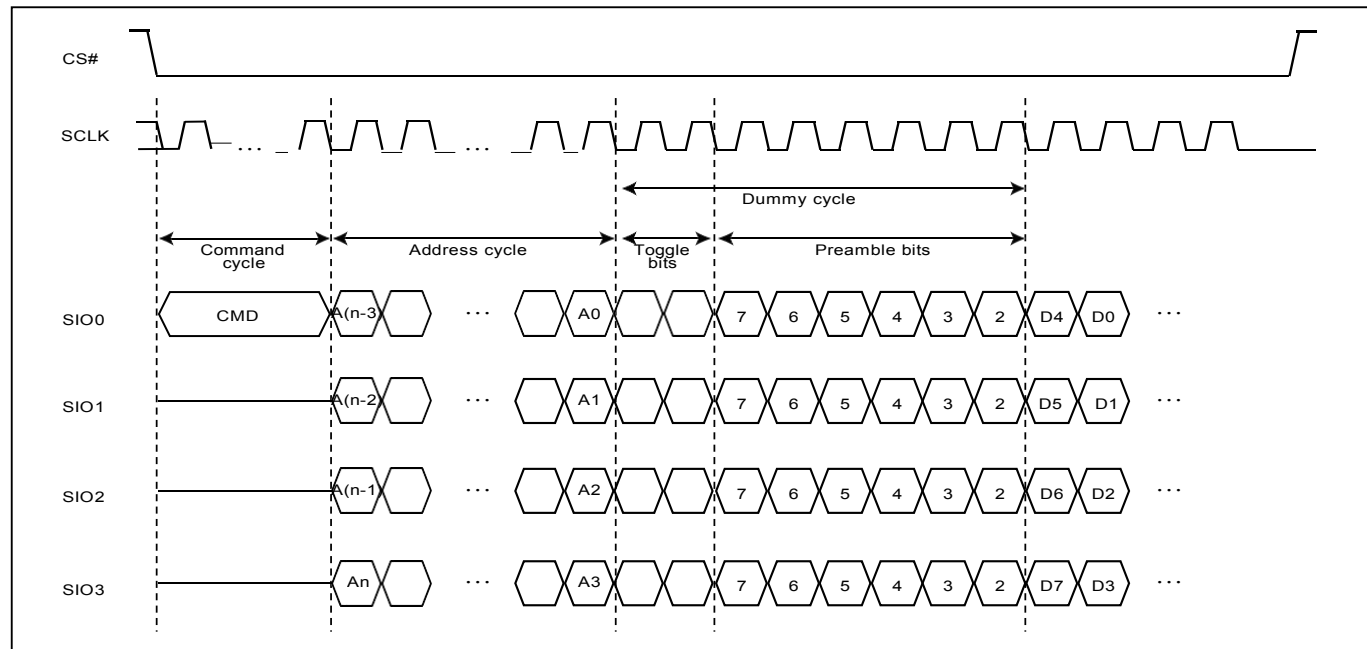 CS#
SCLK
...
...
Dummy cycle
Command cycle
Address cycle
Toggle bits
Preamble bits
SIO0 CMD A(n-3) ... A0 7 6 5 4 3 2 D4 D0 ...
SIO1 A(n-2) ... A1 7 6 5 4 3 2 D5 D1 ...
SIO2 A(n-1) ... A2 7 6 5 4 3 2 D6 D2 ...
SIO3 An ... A3 7 6 5 4 3 2 D7 D3 ...